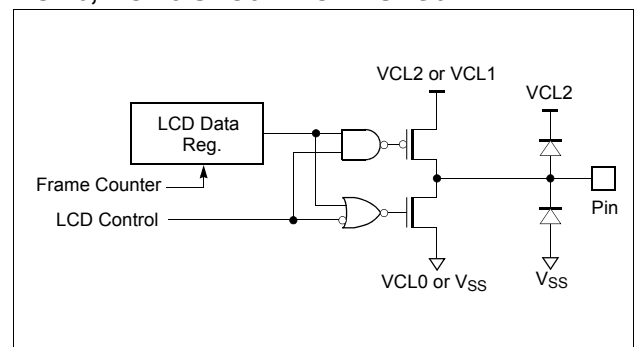 VCL2 or VCL1
VCL2
LCD Data
Reg.
Frame Counter
LCD Control
Pin
VCL0 or VSS
VSS